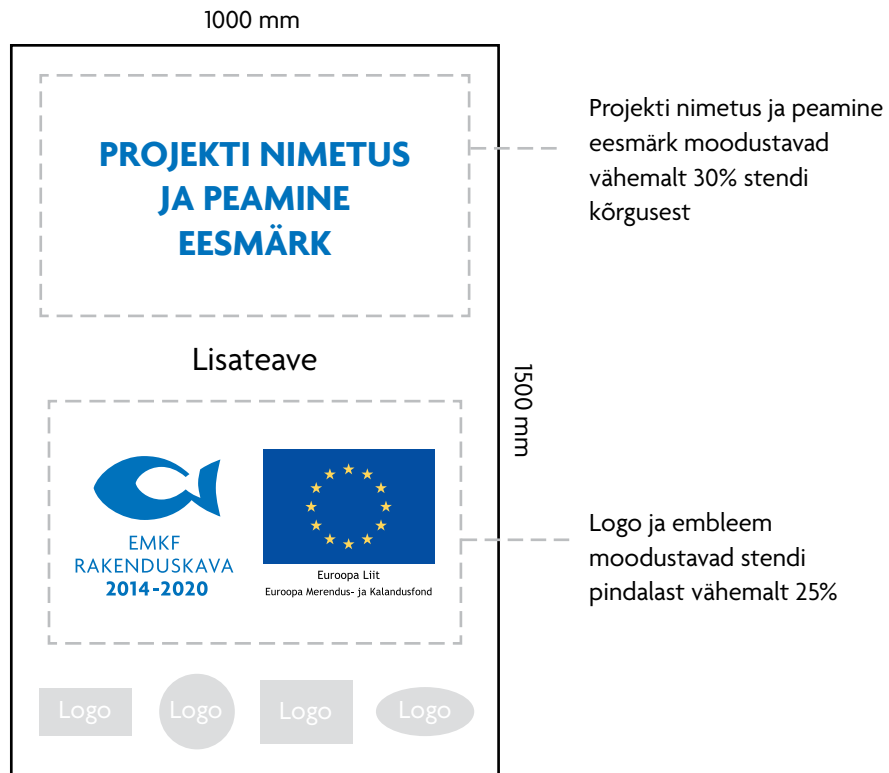 1000 mm
PROJEKTI NIMETUS
JA PEAMINE
EESMÄRK
Projekti nimetus ja peamine
eesmärk moodustavad
vähemalt 30% stendi
kõrgusest
Lisateave
1500 mm
EMKF
RAKENDUSKAVA
2014-2020
Euroopa Liit
Euroopa Merendus- ja Kalandusfond
Logo ja embleem
moodustavad stendi
pindalast vähemalt 25%
Logo
Logo
Logo
Logo